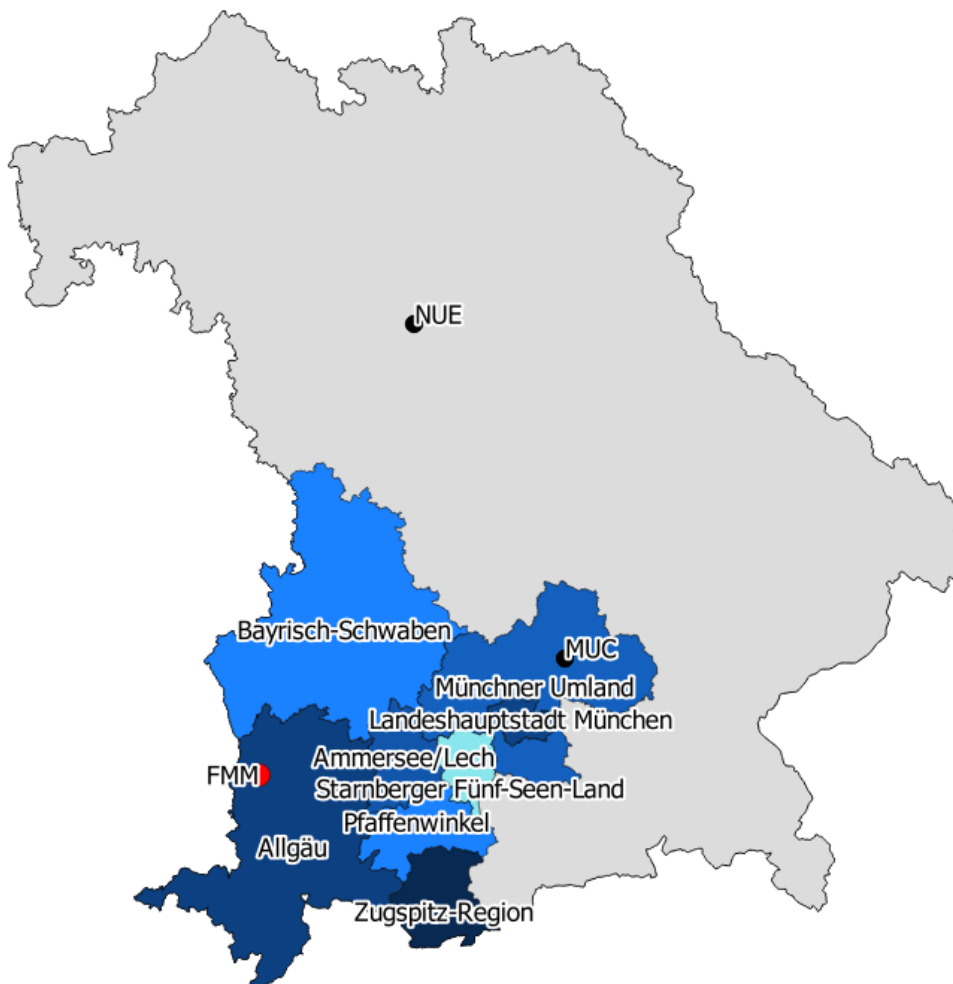 NUE
Bayrisch-Schwaben
MUC
Münchner Umland
Landeshauptstadt München
Ammersee/Lech
FMM
Starnberger Fünf-Seen-Land
Pfaffenwinkel
Allgäu
Zugspitz-Region